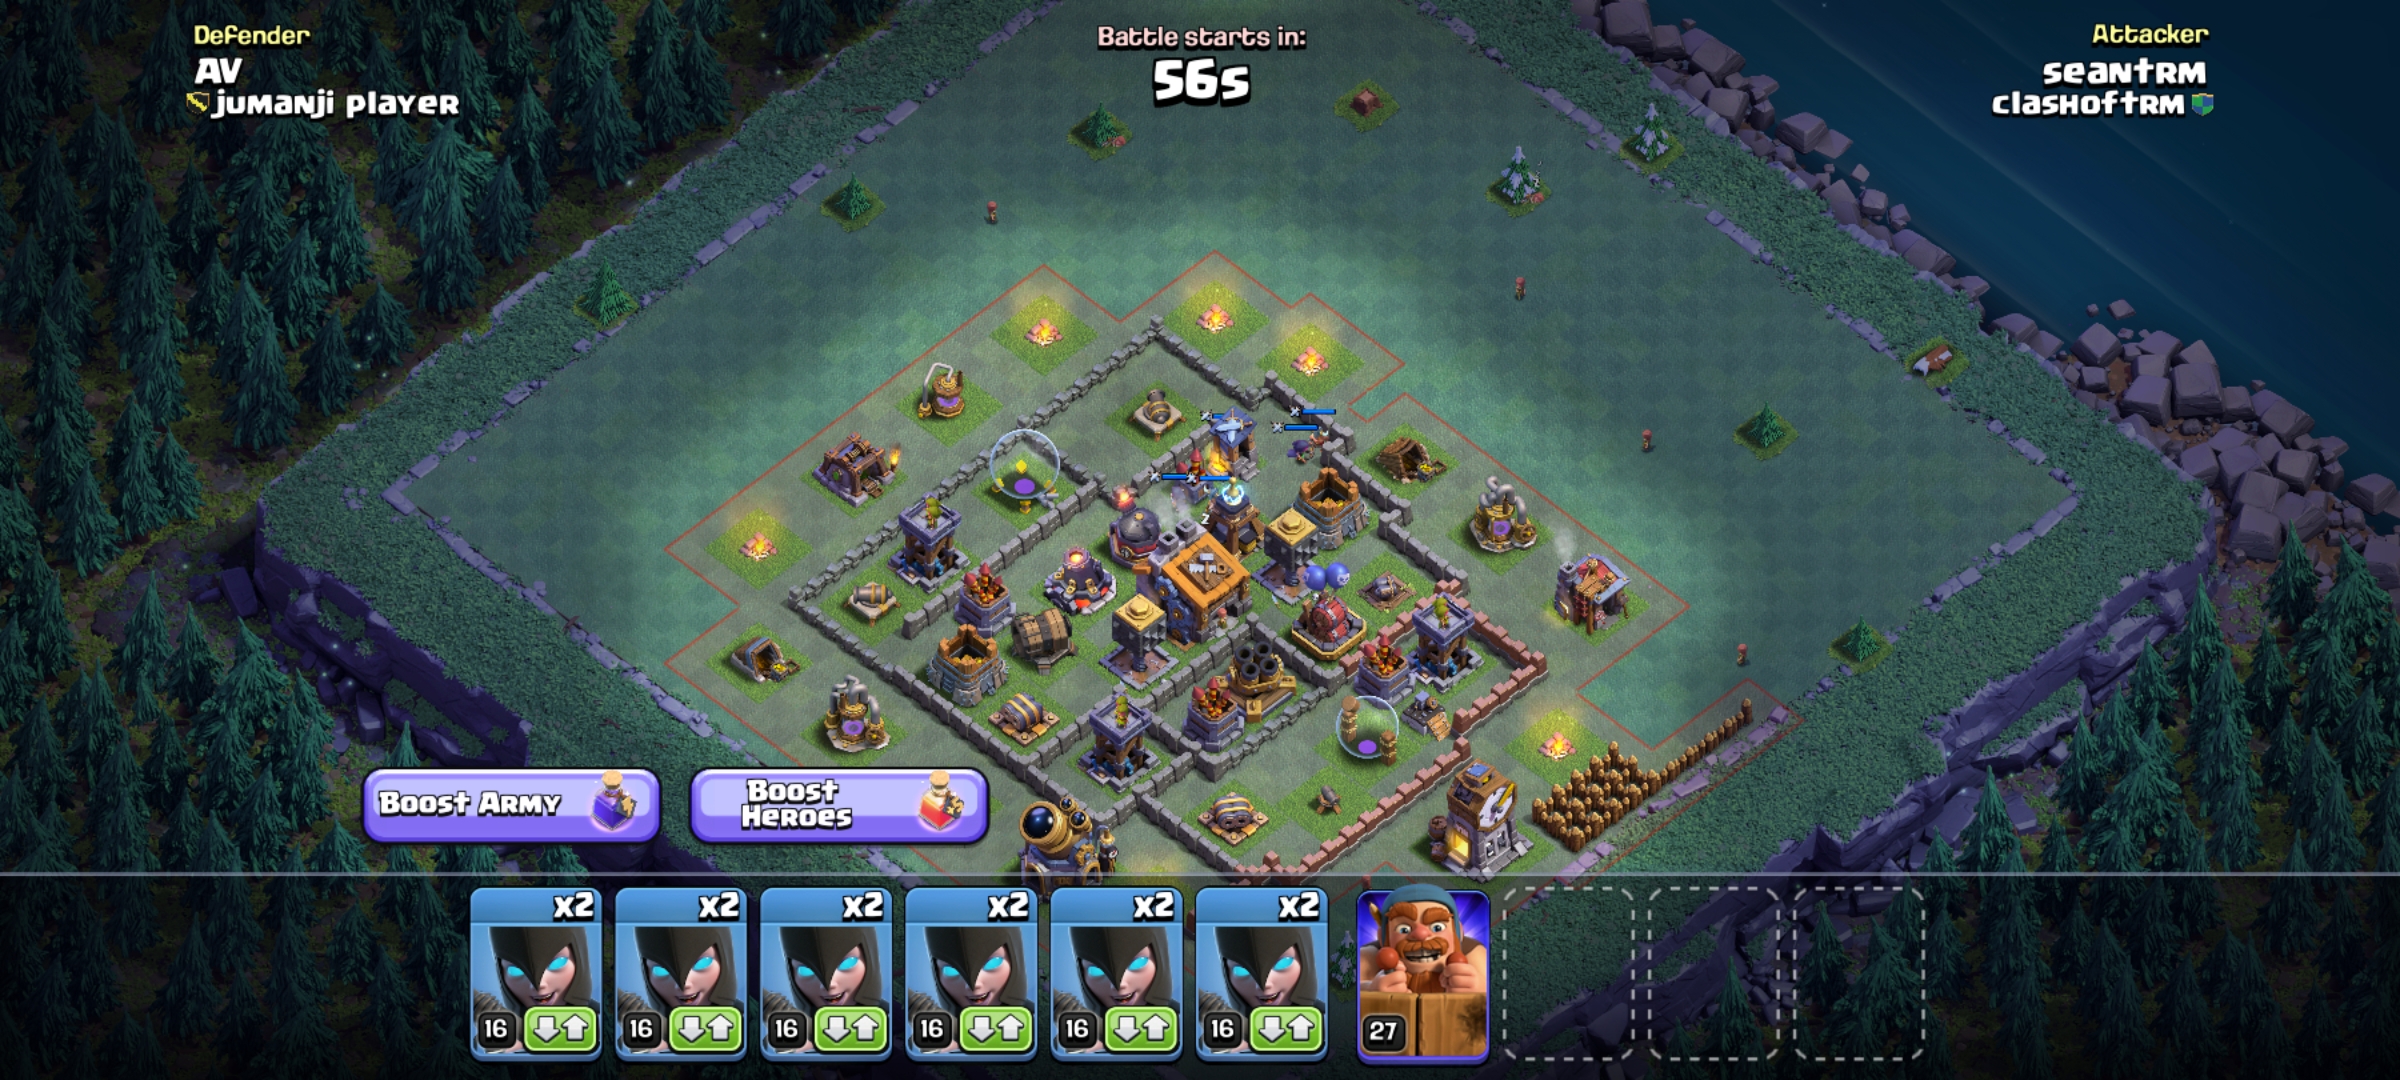 Defender
AV
jumanji player
Battle starts in:
56s
Attacker
seantrm
clashoftrm
Boost Army
Boost
Heroes
x2
x2
x2
x2
x2
x2
16
16
16
16
16
16
27